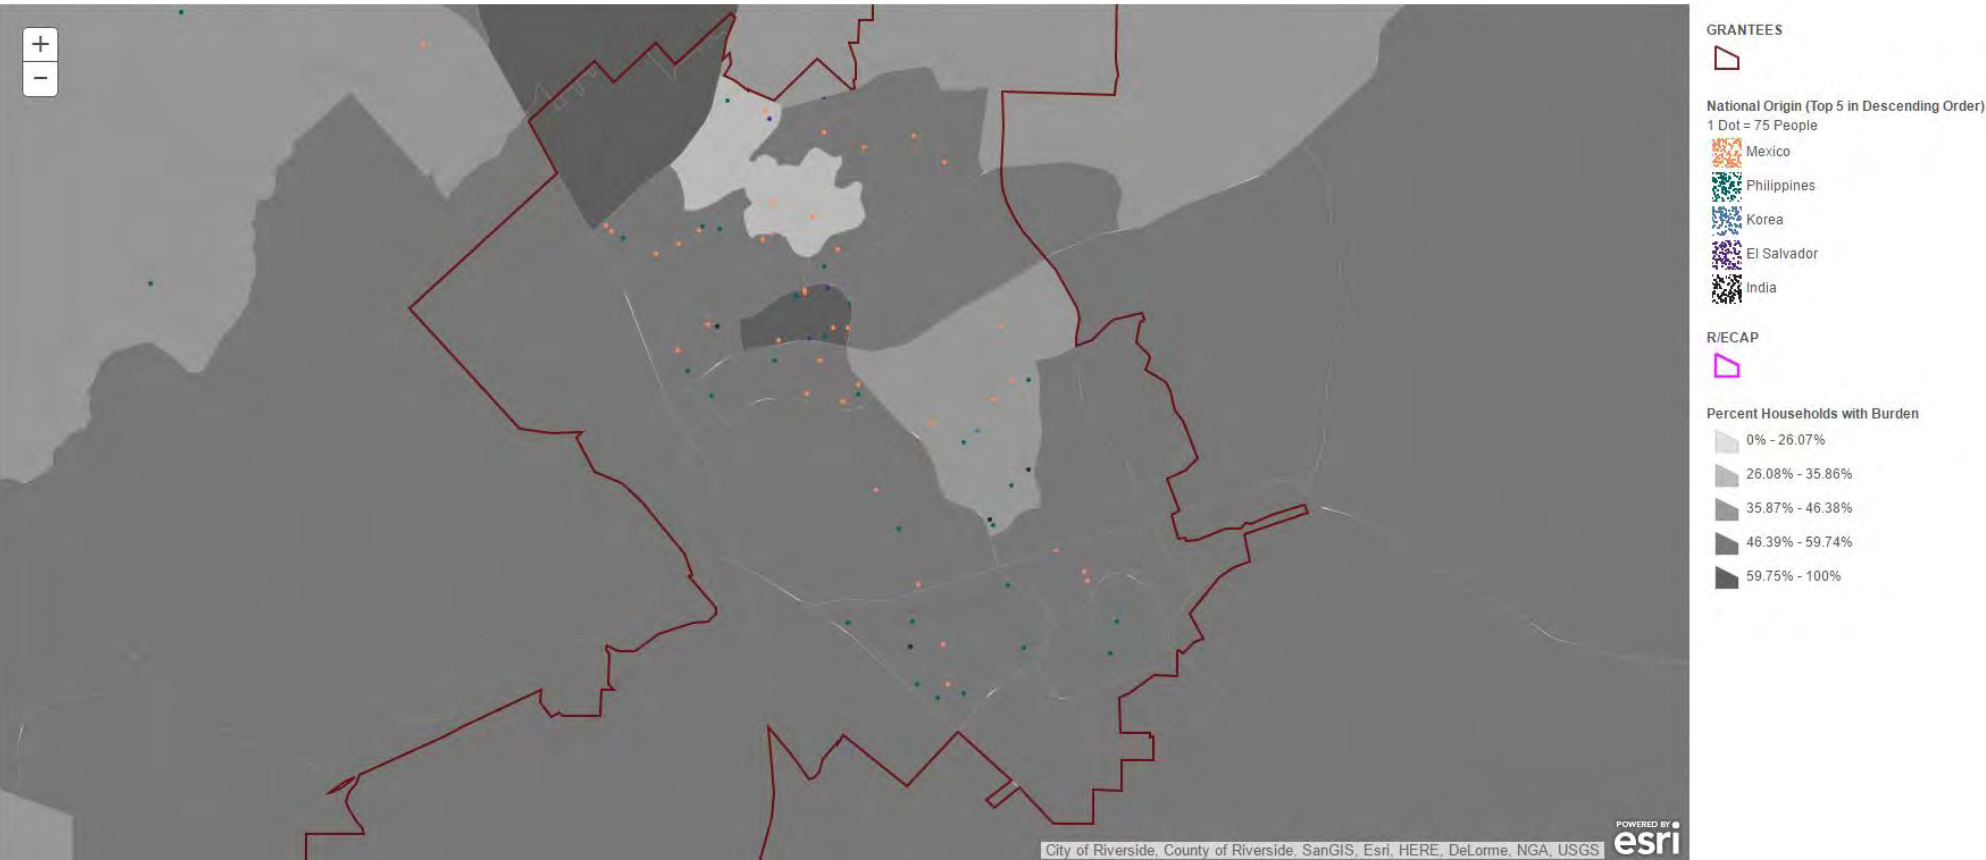 +
−
GRANTEES
National Origin (Top 5 in Descending Order)
1 Dot = 75 People
Mexico
Philippines
Korea
El Salvador
India
R/ECAP
Percent Households with Burden
0% - 26.07%
26.08% - 35.86%
35.87% - 46.38%
46.39% - 59.74%
59.75% - 100%
POWERED BY
esri
City of Riverside, County of Riverside, SanGIS, Esri, HERE, DeLorme, NGA, USGS